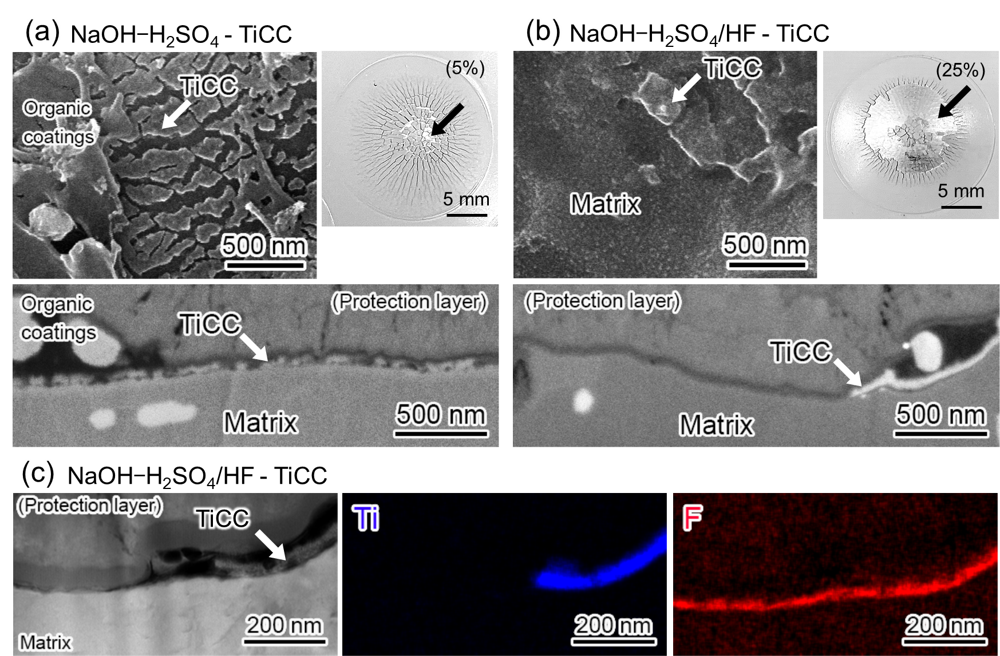 (a) NaOH–H₂SO₄ - TiCC
TiCC
Organic
coatings
500 nm
(5%)
5 mm
Organic
coatings
(Protection layer)
TiCC
Matrix
500 nm
(b) NaOH–H₂SO₄/HF - TiCC
TiCC
Matrix
500 nm
(25%)
5 mm
(Protection layer)
TiCC
Matrix
500 nm
(c) NaOH–H₂SO₄/HF - TiCC
(Protection layer)
TiCC
200 nm
Matrix
Ti
200 nm
F
200 nm